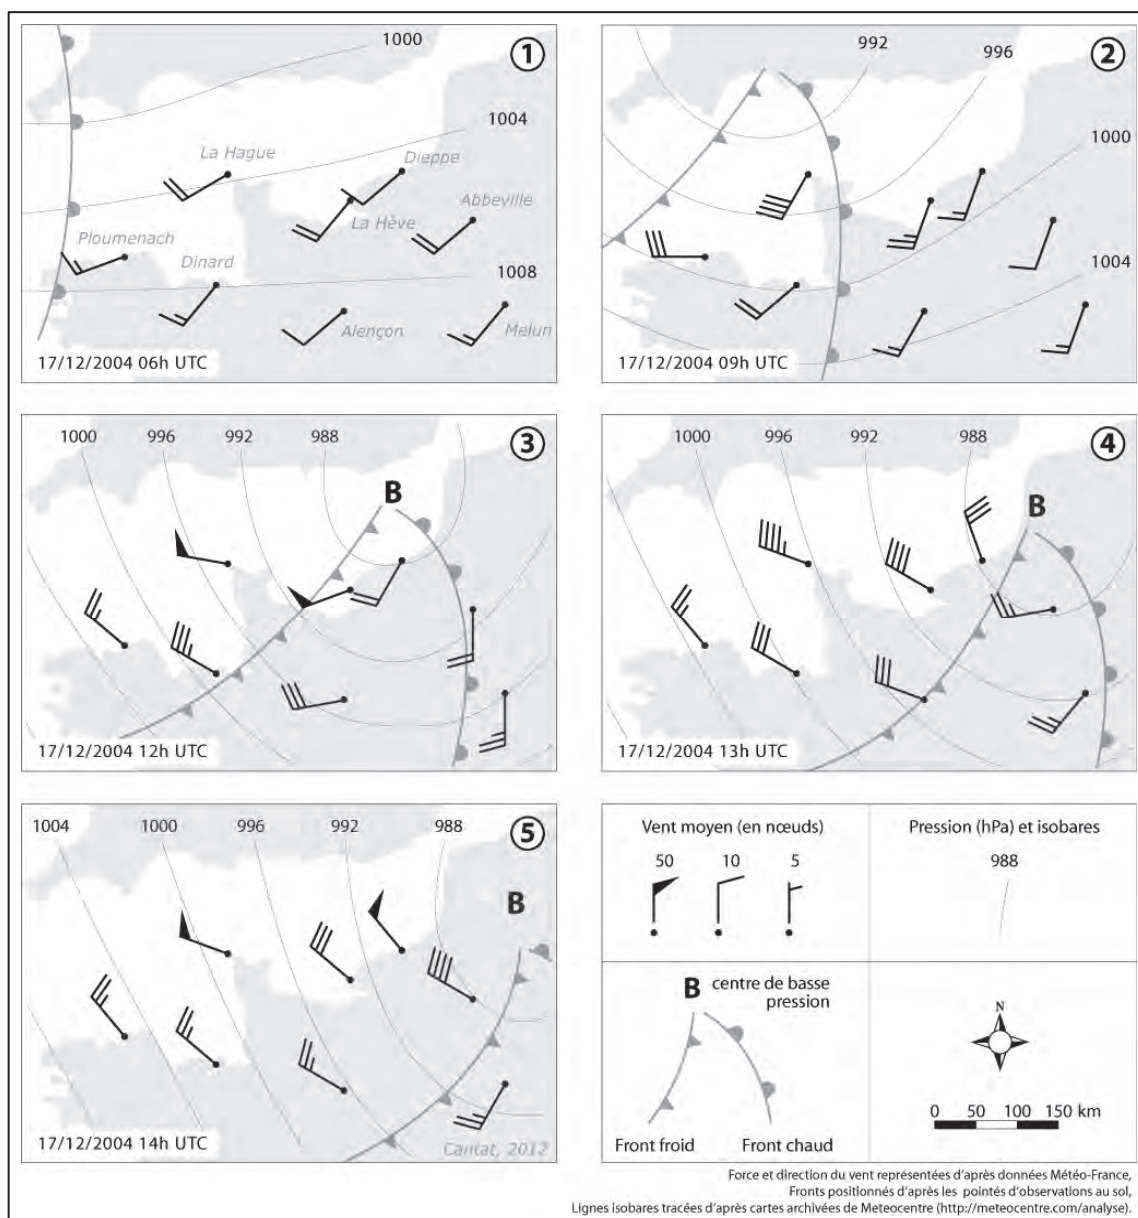 1000
1
1004
La Hague
Dieppe
Abbeville
La Hève
Ploumenach
Dinard
1008
Alençon
Melun
17/12/2004 06h UTC
992
996
2
1000
1004
17/12/2004 09h UTC
1000
996
992
988
3
B
17/12/2004 12h UTC
1000
996
992
988
4
B
17/12/2004 13h UTC
1004
1000
996
992
988
5
B
17/12/2004 14h UTC
Cantat, 2012
Vent moyen (en nœuds)
50 10 5
Pression (hPa) et isobares
988
B centre de basse
pression
Front froid
Front chaud
N
0 50 100 150 km
Force et direction du vent représentées d'après données Météo-France,
Fronts positionnés d'après les pointés d'observations au sol,
Lignes isobares tracées d'après cartes archivées de Meteocentre (http://meteocentre.com/analyse).